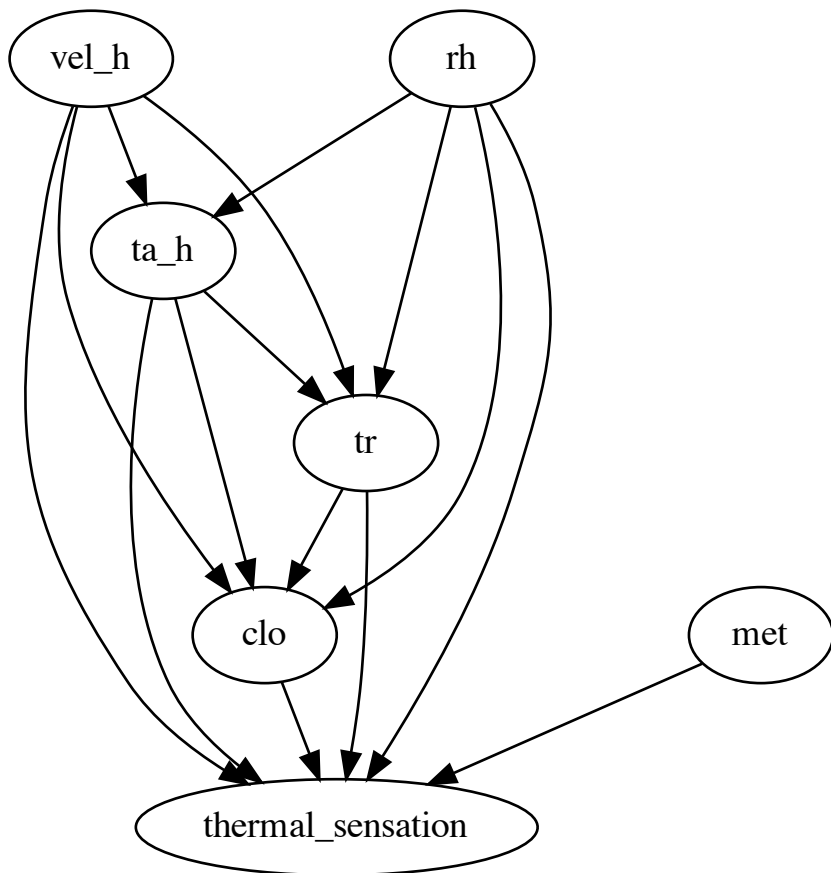 vel_h
rh
ta_h
tr
clo
met
thermal_sensation